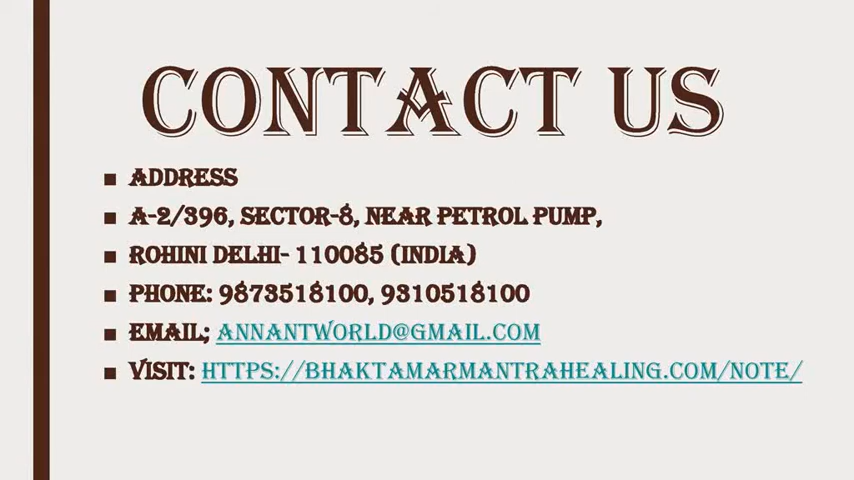 CONTACT US
ADDRESS
A-2/396, SECTOR-8, NEAR PETROL PUMP,
ROHINI DELHI- 110085 (INDIA)
PHONE: 9873518100, 9310518100
EMAIL; ANNANTWORLD@GMAIL.COM
VISIT: HTTPS://BHAKTAMARMANTRAHEALING.COM/NOTE/